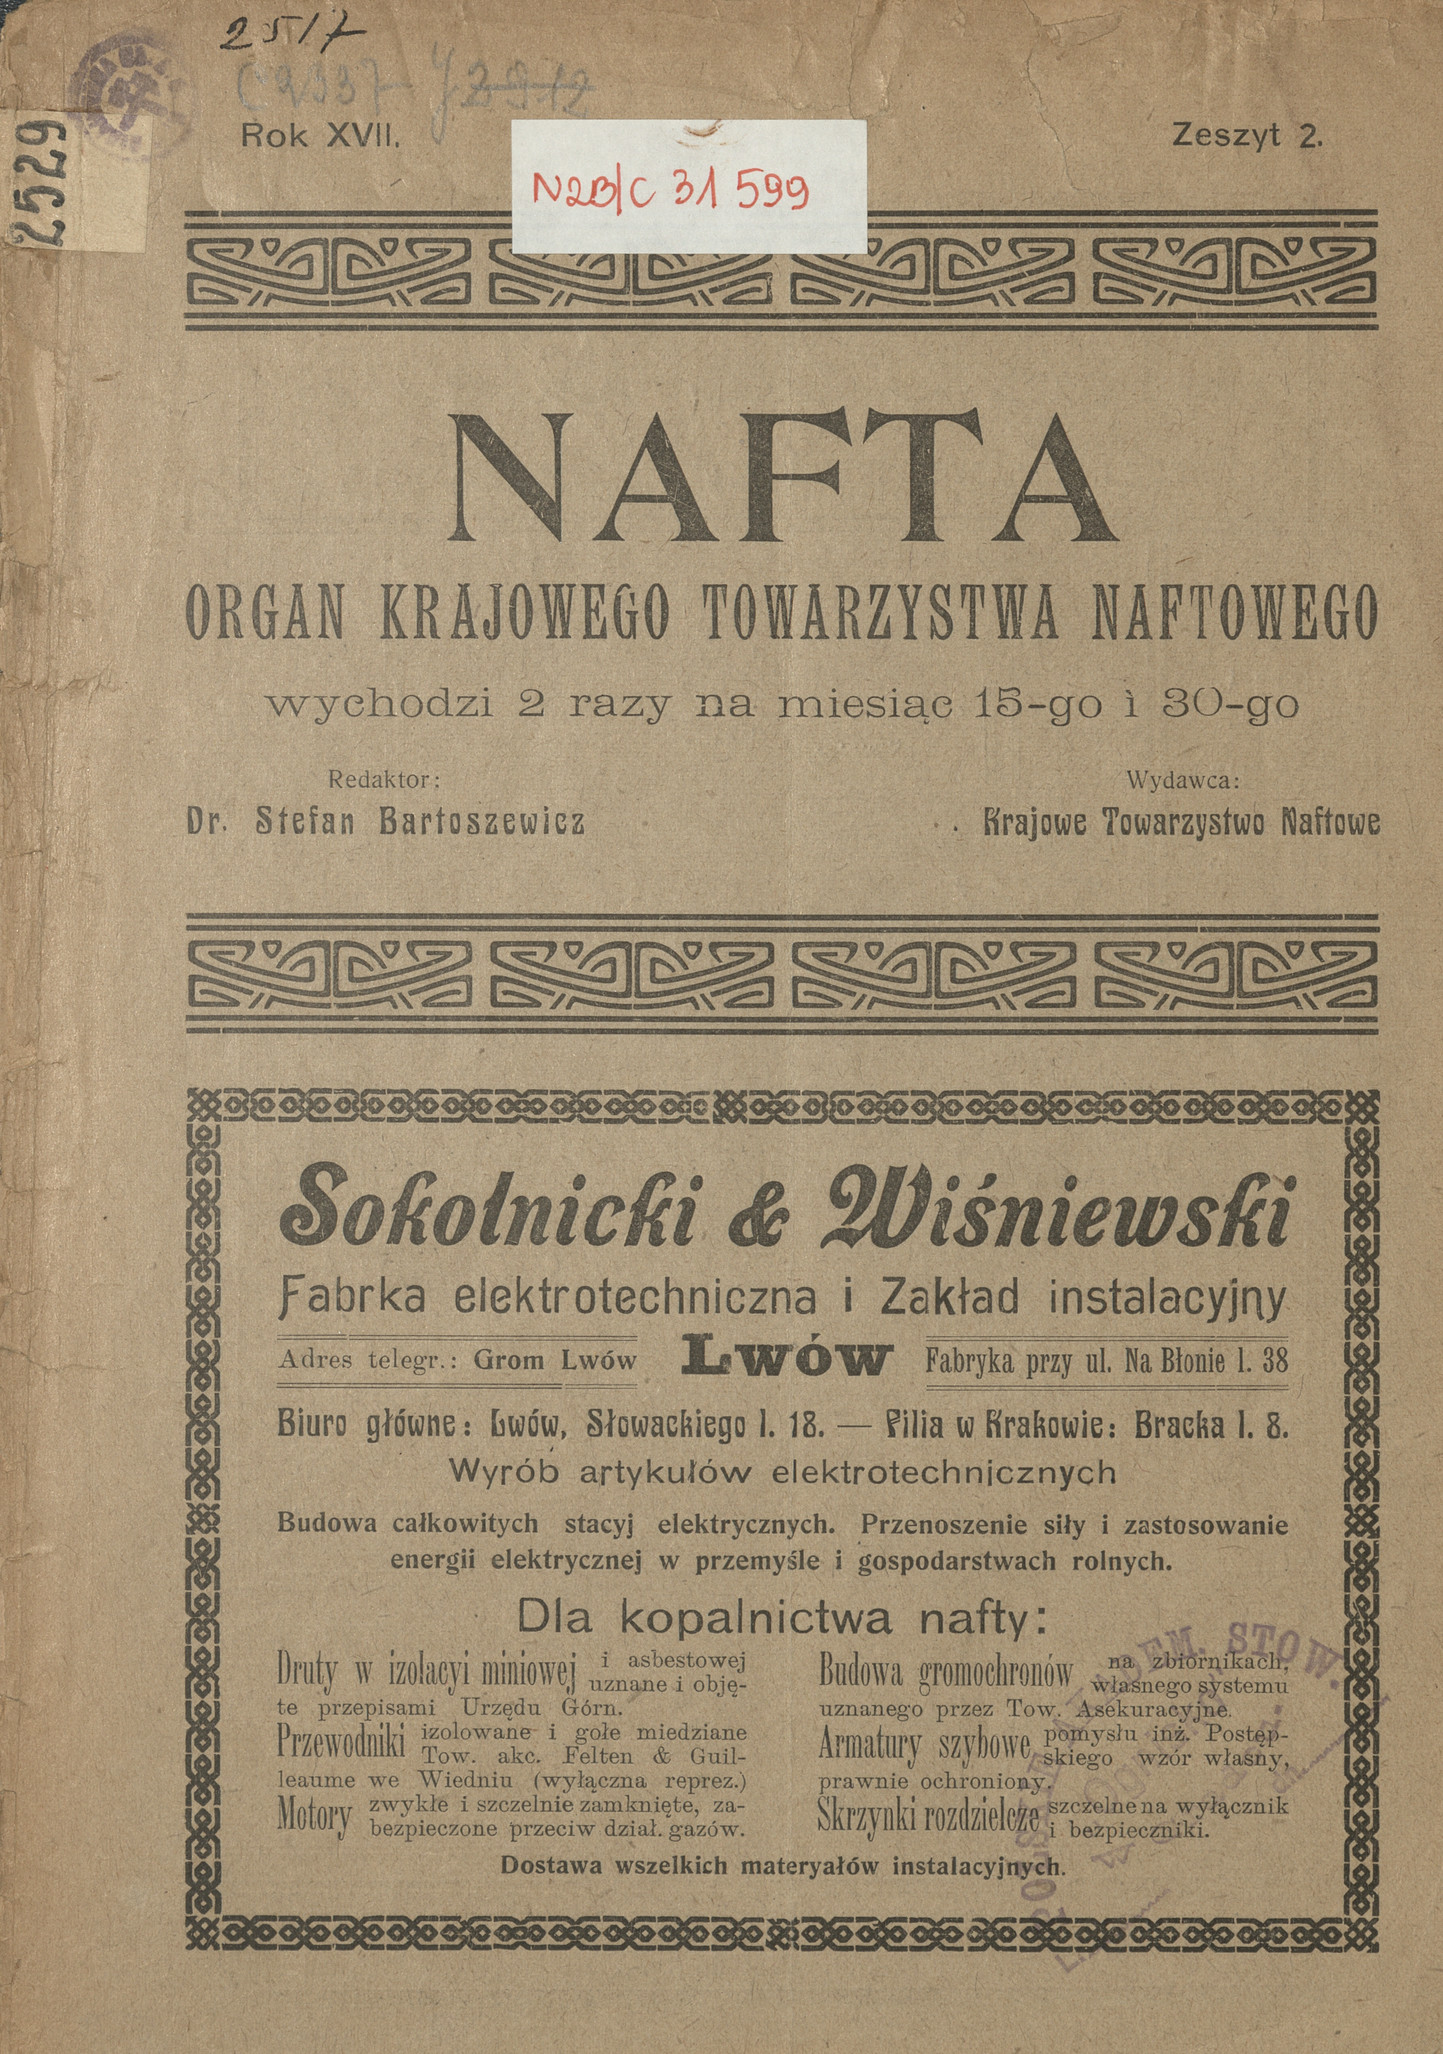 2517
2529
Rok XVII.
Zeszyt 2.
N2B/C 31 599
NAFTA
ORGAN KRAJOWEGO TOWARZYSTWA NAFTOWEGO
wychodzi 2 razy na miesiąc 15-go i 30-go
Redaktor:
Dr. Stefan Bartoszewicz
Wydawca:
Krajowe Towarzystwo Naftowe
Sokolnicki & Wiśniewski
Fabrka elektrotechniczna i Zakład instalacyjny
Adres telegr.: Grom Lwów
Lwów
Fabryka przy ul. Na Błonie l. 38
Biuro główne: Lwów, Słowackiego l. 18. — Filia w Krakowie: Bracka l. 8.
Wyrób artykułów elektrotechnicznych
Budowa całkowitych stacyj elektrycznych. Przenoszenie siły i zastosowanie
energii elektrycznej w przemyśle i gospodarstwach rolnych.
Dla kopalnictwa nafty:
Druty w izolacyi miniowej i asbestowej
uznane i obję-
te przepisami Urzędu Górn.
Przewodniki izolowane i gołe miedziane
Tow. akc. Felten & Guil-
leaume we Wiedniu (wyłączna reprez.)
Motory zwykłe i szczelnie zamknięte, za-
bezpieczone przeciw dział. gazów.
Budowa gromochronów na zbiornikach,
własnego systemu
uznanego przez Tow. Asekuracyjne.
Armatury szybowe pomysłu inż. Postęp-
skiego wzór własny,
prawnie ochroniony.
Skrzynki rozdzielcze szczelne na wyłącznik
i bezpieczniki.
Dostawa wszelkich materyałów instalacyjnych.